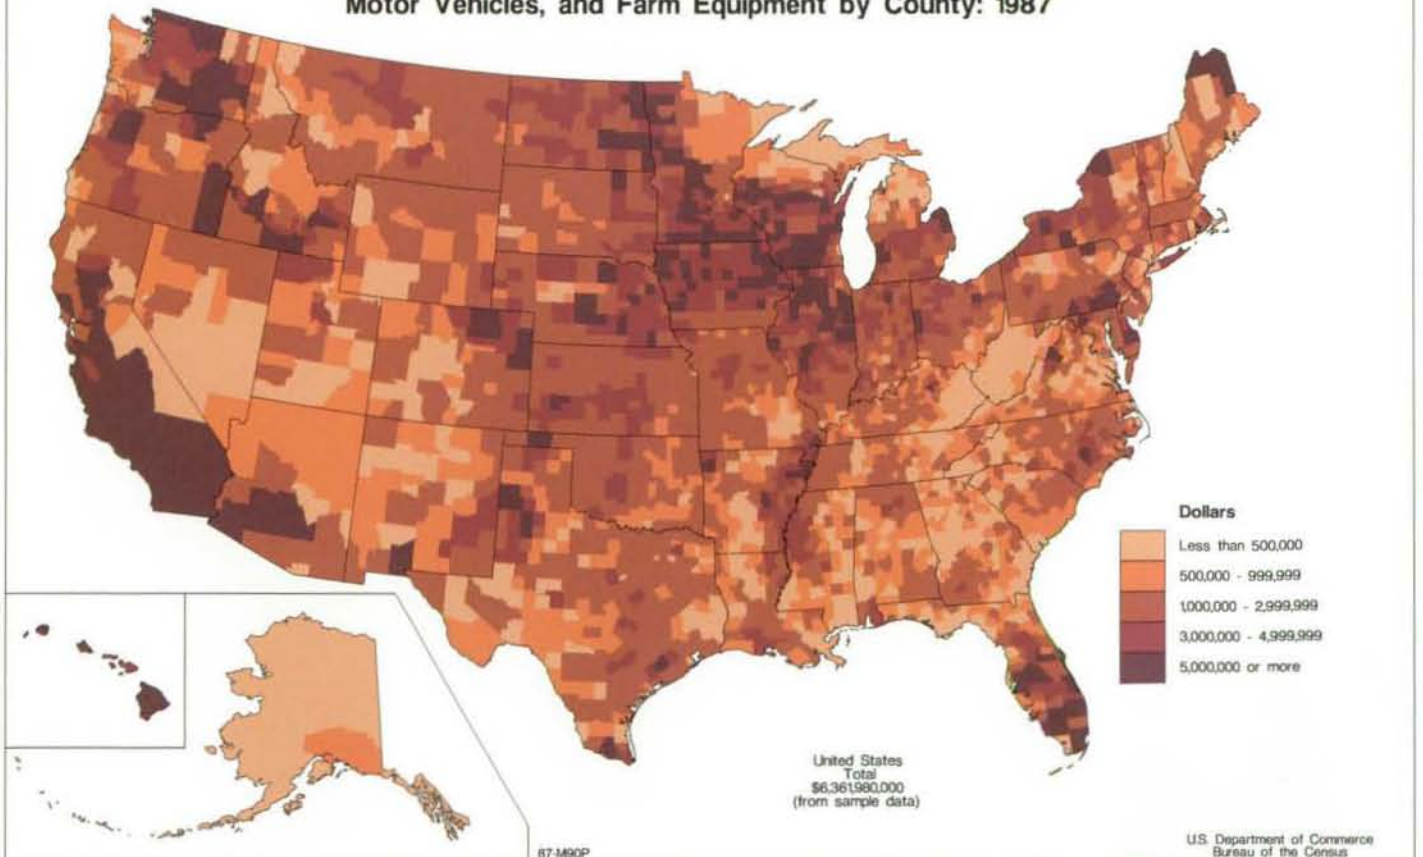 Motor Vehicles, and Farm Equipment by County: 1987
Dollars
Less than 500,000
500,000 - 999,999
1,000,000 - 2,999,999
3,000,000 - 4,999,999
5,000,000 or more
United States
Total
$6,361,980,000
(from sample data)
87-M90P
U.S. Department of Commerce
Bureau of the Census